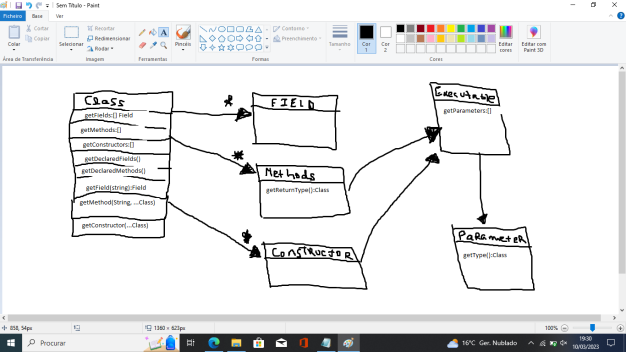 Sem Título - Paint
Ficheiro Base Ver
Colar
Cortar
Copiar
Área de Transferência
Selecionar
Recortar
Redimensionar
Rodar
Imagem
A
Ferramentas
Pincéis
Contorno
Preenchimento
Formas
Tamanho
Cor
1
Cor
2
Cores
Editar
cores
Editar com
Paint 3D
Class
getFields:[] Field
getMethods:[]
getConstructors:[]
getDeclaredFields()
getDeclaredMethods()
getField(string):Field
getMethod(String, ...Class)
getConstructor(...Class)
*
FIELD
*
Methods
getReturnType():Class
*
CONSTRUCTOR
Executable
getParameters:[]
PaRaMeTER
getType():Class
858, 54px
1360 × 623px
100%
Procurar
16°C Ger. Nublado
19:30
10/03/2023